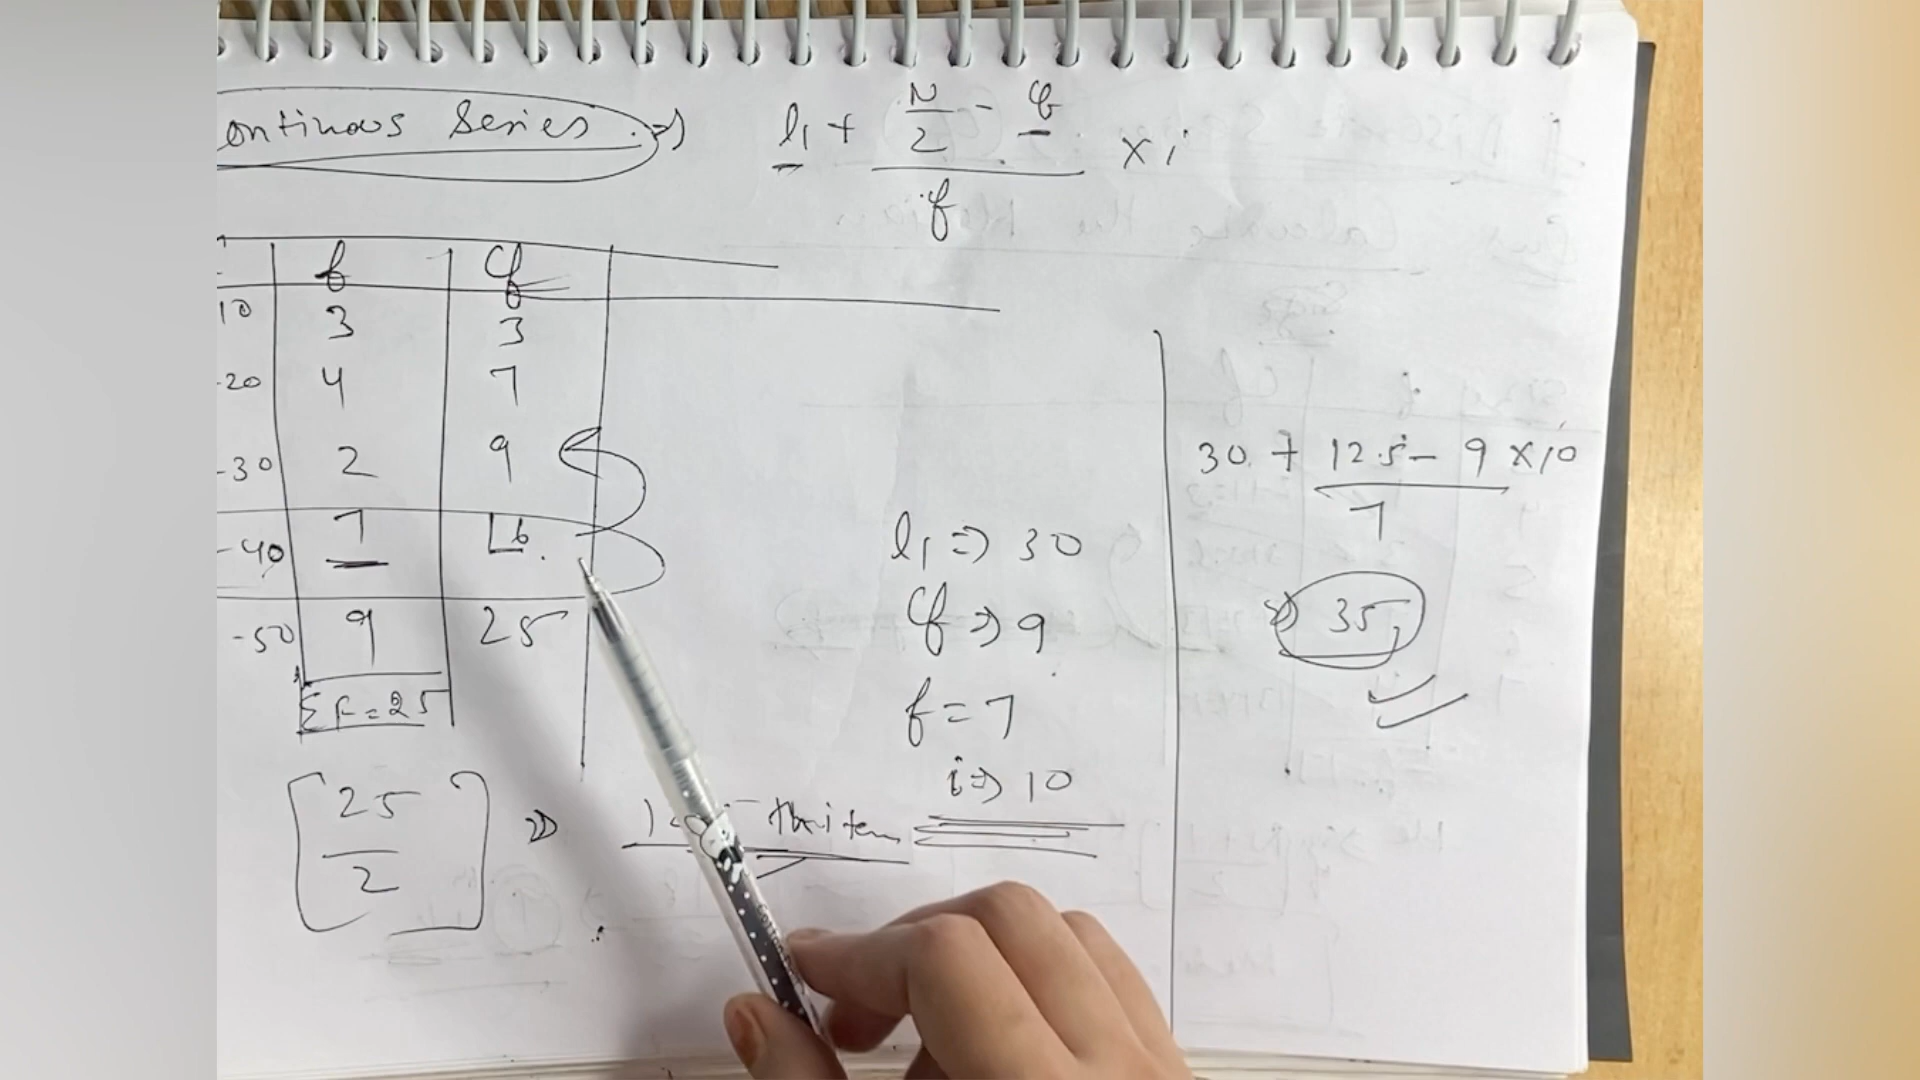 ontinuos Series. => l1 + N/2 - cf / f × i
f cf
10 3 3
-20 4 7
-30 2 9
-40 7 16.
-50 9 25
Σf = 25
[25/2] =>
th item
l1 => 30
cf => 9
f = 7
i => 10
30 + 12.5 - 9 / 7 × 10
=> 35